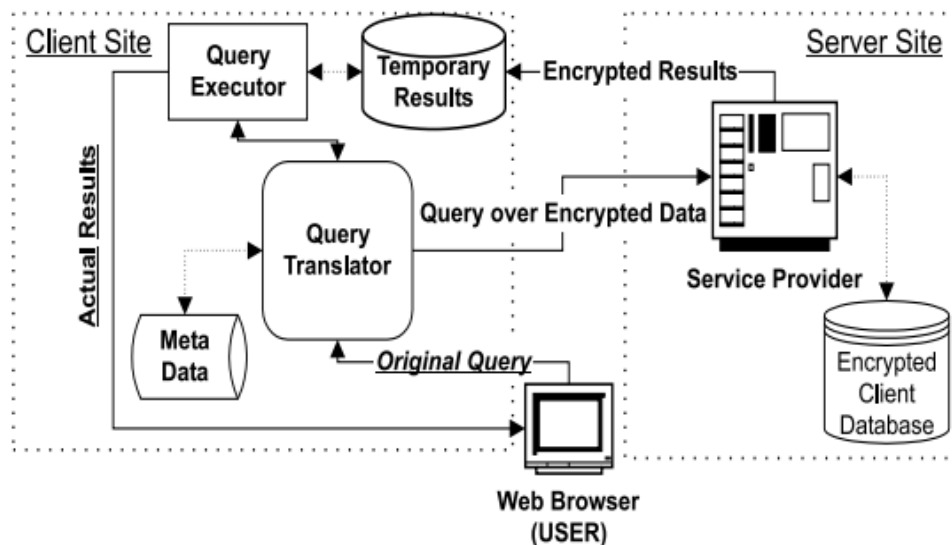 Client Site
Query
Executor
Temporary
Results
Encrypted Results
Server Site
Actual Results
Query
Translator
Query over Encrypted Data
Service Provider
Meta
Data
Original Query
Encrypted
Client
Database
Web Browser
(USER)